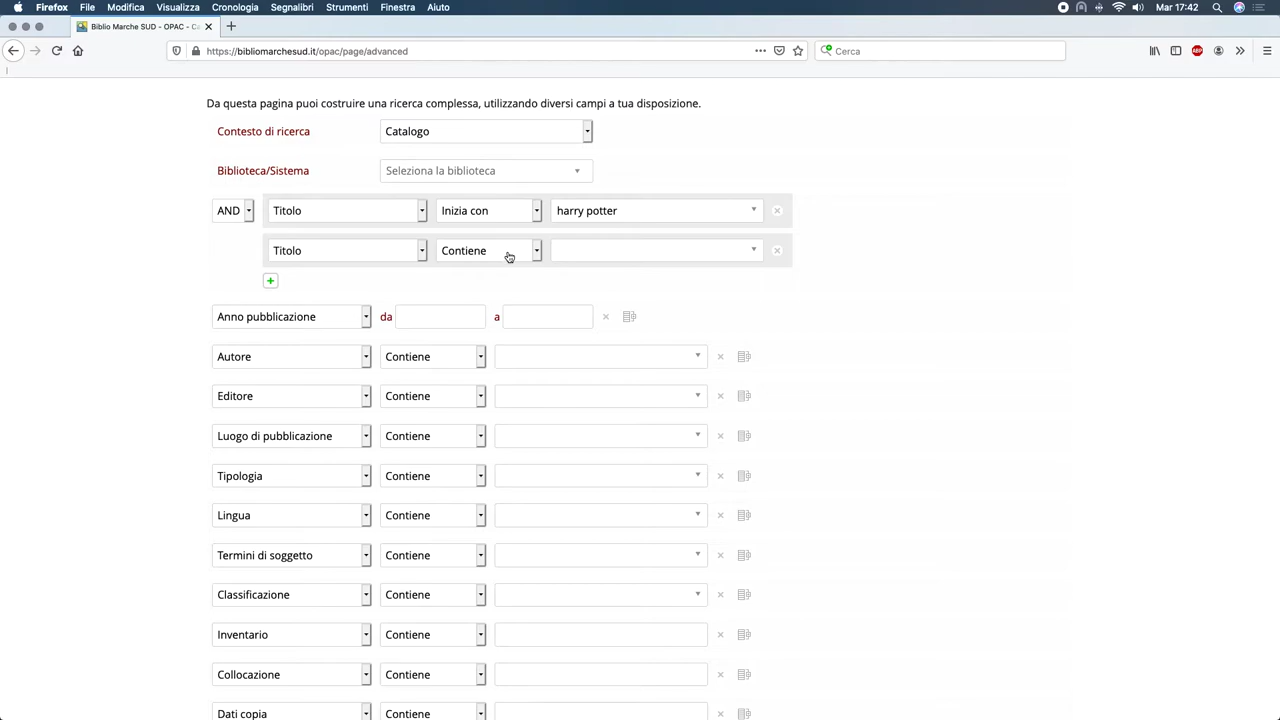 Firefox File Modifica Visualizza Cronologia Segnalibri Strumenti Finestra Aiuto Mar 17:42
Biblio Marche SUD - OPAC - Ca
https://bibliomarchesud.it/opac/page/advanced Cerca
ABP
Da questa pagina puoi costruire una ricerca complessa, utilizzando diversi campi a tua disposizione.
Contesto di ricerca Catalogo
Biblioteca/Sistema Seleziona la biblioteca
AND Titolo Inizia con harry potter
Titolo Contiene
Anno pubblicazione da a
Autore Contiene
Editore Contiene
Luogo di pubblicazione Contiene
Tipologia Contiene
Lingua Contiene
Termini di soggetto Contiene
Classificazione Contiene
Inventario Contiene
Collocazione Contiene
Dati copia Contiene